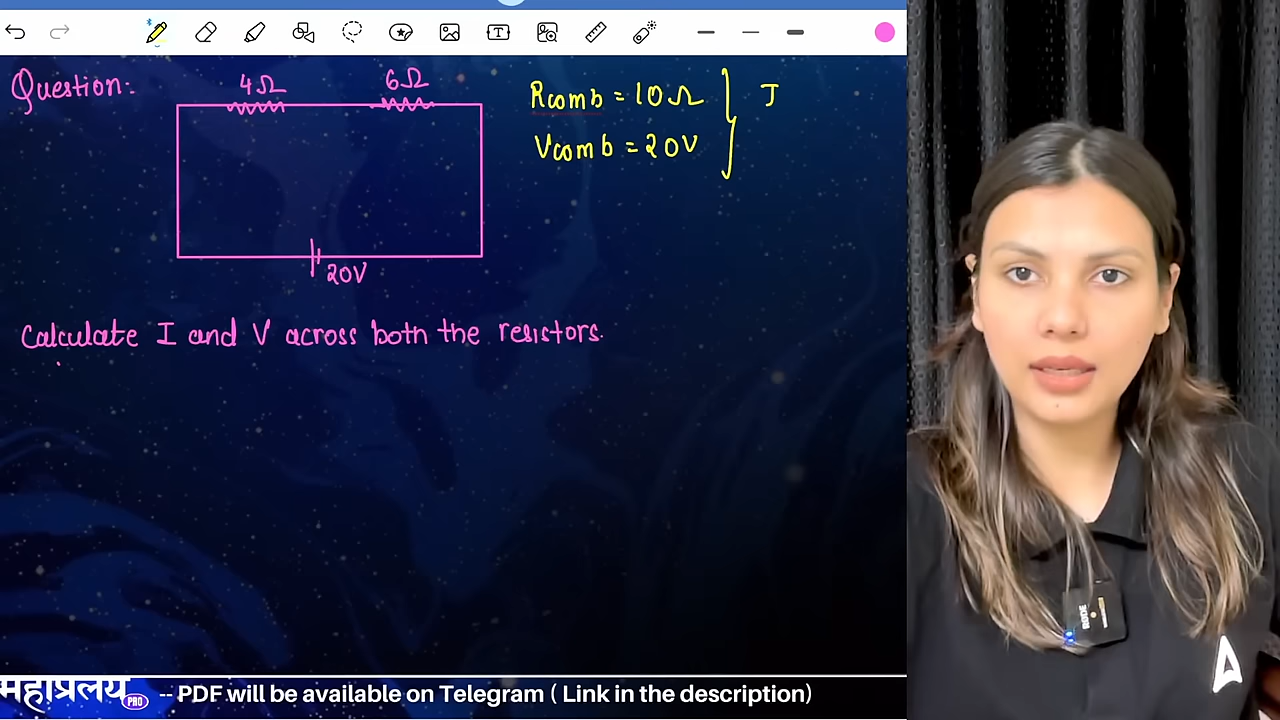 Question:-
4Ω 6Ω
20V
Rcomb = 10Ω
Vcomb = 20V
I
Calculate I and V across both the resistors.
महाप्रलय PRO -- PDF will be available on Telegram ( Link in the description)
RODE